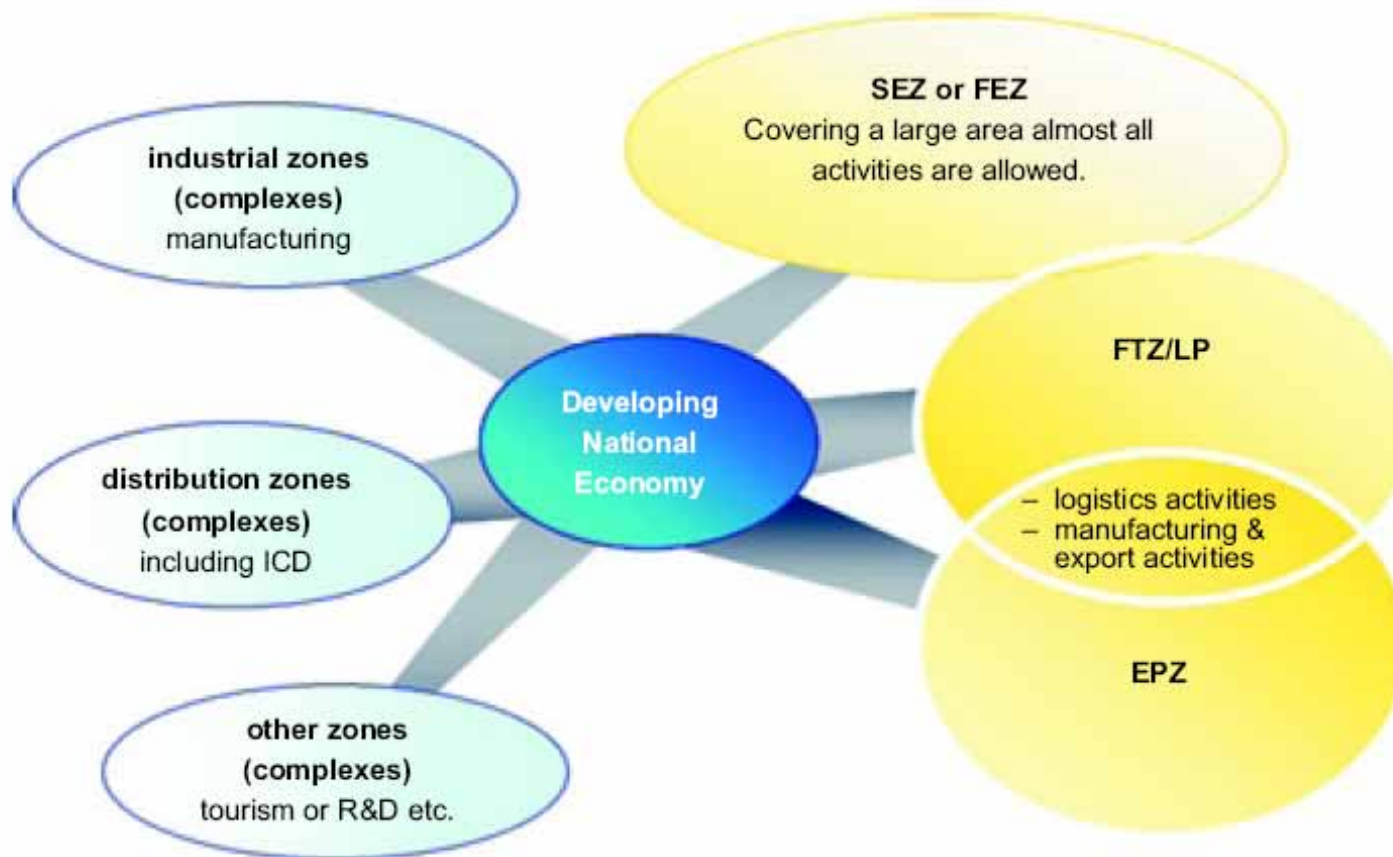 SEZ or FEZ
Covering a large area almost all
activities are allowed.
industrial zones
(complexes)
manufacturing
FTZ/LP
Developing
National
Economy
distribution zones
(complexes)
including ICD
– logistics activities
– manufacturing &
export activities
EPZ
other zones
(complexes)
tourism or R&D etc.